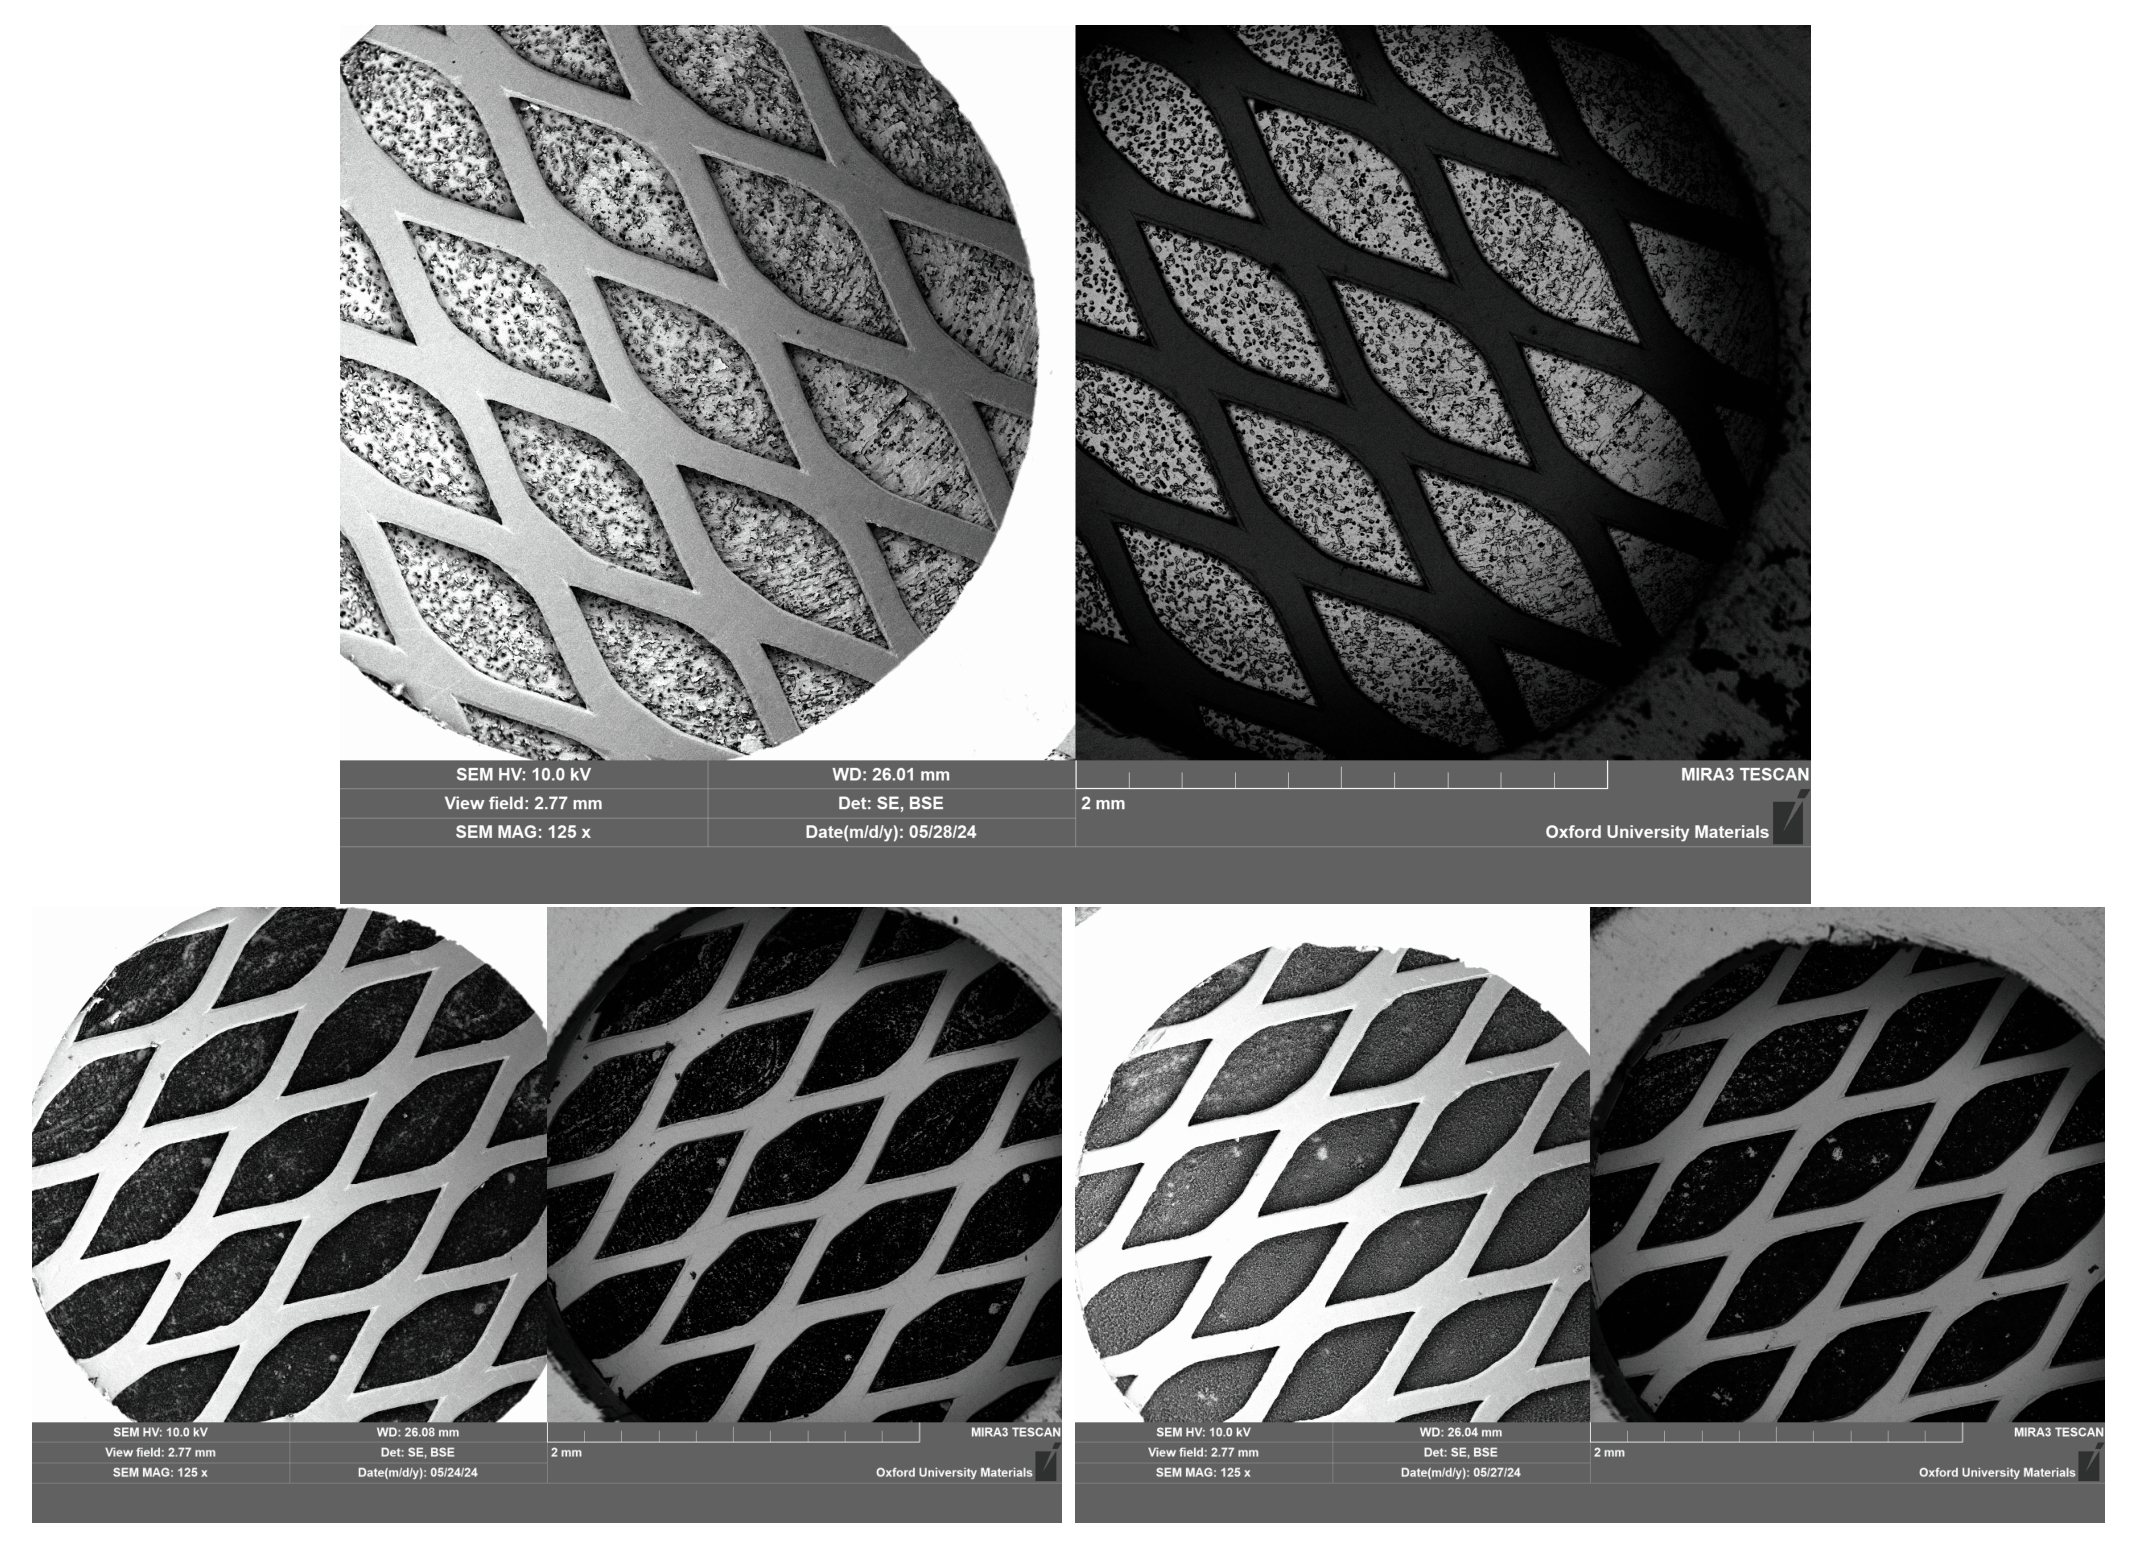 SEM HV: 10.0 kV WD: 26.01 mm MIRA3 TESCAN
View field: 2.77 mm Det: SE, BSE 2 mm
SEM MAG: 125 x Date(m/d/y): 05/28/24 Oxford University Materials
SEM HV: 10.0 kV WD: 26.08 mm MIRA3 TESCAN
View field: 2.77 mm Det: SE, BSE 2 mm
SEM MAG: 125 x Date(m/d/y): 05/24/24 Oxford University Materials
SEM HV: 10.0 kV WD: 26.04 mm MIRA3 TESCAN
View field: 2.77 mm Det: SE, BSE 2 mm
SEM MAG: 125 x Date(m/d/y): 05/27/24 Oxford University Materials